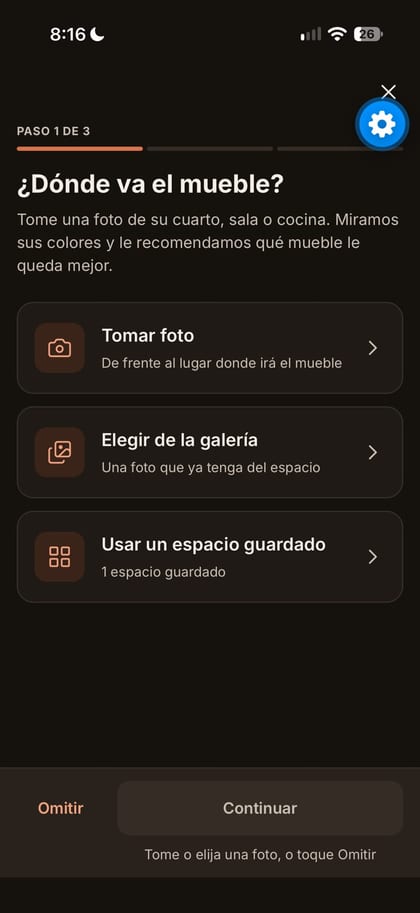 8:16
26
PASO 1 DE 3
¿Dónde va el mueble?
Tome una foto de su cuarto, sala o cocina. Miramos
sus colores y le recomendamos qué mueble le
queda mejor.
Tomar foto
De frente al lugar donde irá el mueble
Elegir de la galería
Una foto que ya tenga del espacio
Usar un espacio guardado
1 espacio guardado
Omitir
Continuar
Tome o elija una foto, o toque Omitir